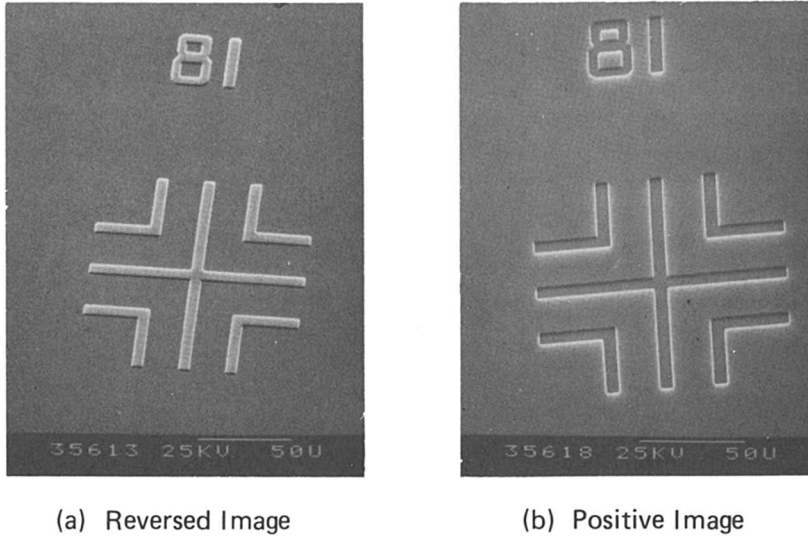 81
81
35613 25KV 50U
35618 25KV 50U
(a) Reversed Image
(b) Positive Image